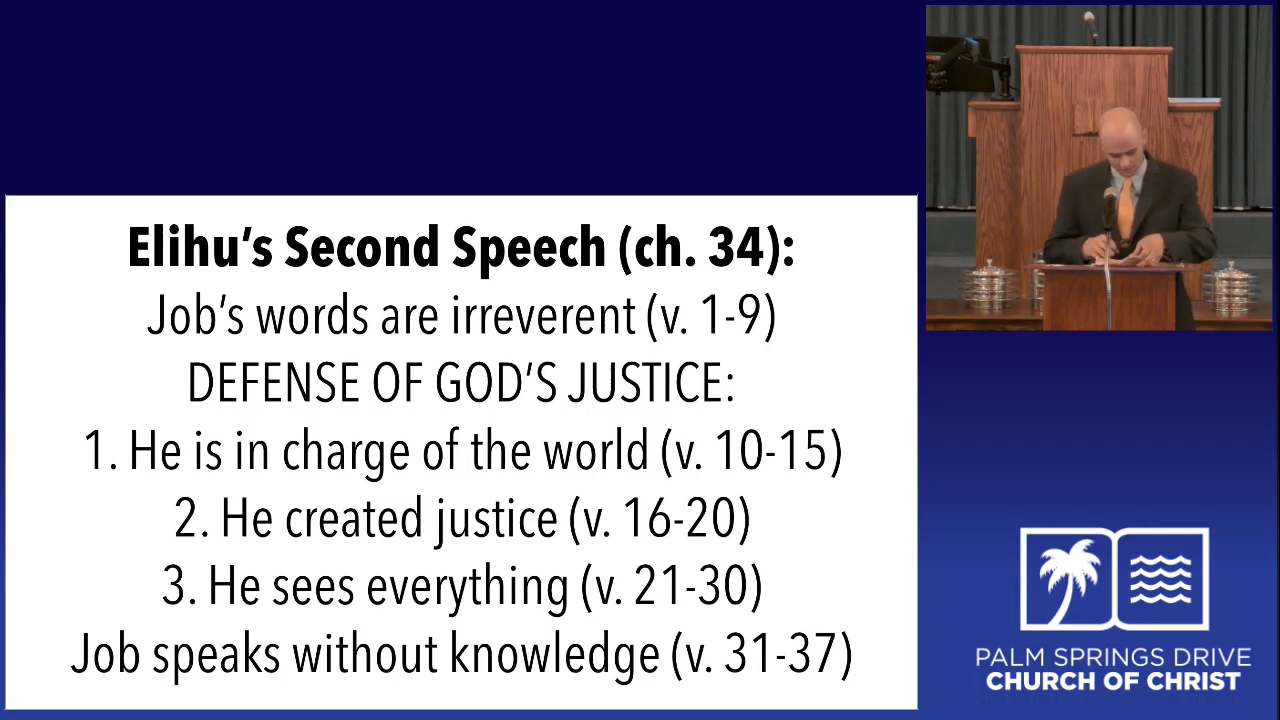 Elihu’s Second Speech (ch. 34):
Job’s words are irreverent (v. 1-9)
DEFENSE OF GOD’S JUSTICE:
1. He is in charge of the world (v. 10-15)
2. He created justice (v. 16-20)
3. He sees everything (v. 21-30)
Job speaks without knowledge (v. 31-37)
PALM SPRINGS DRIVE
CHURCH OF CHRIST